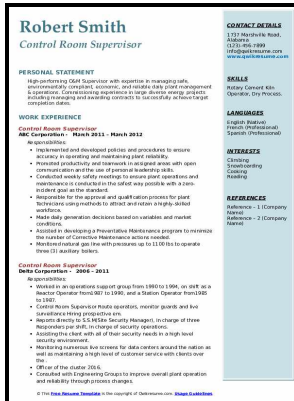 Robert Smith
Control Room Supervisor
PERSONAL STATEMENT
High-performing O&M Supervisor with expertise in managing safe,
environmentally compliant, economic, and reliable daily plant management
& operations. Commissioning experience in large diverse energy projects
including managing and awarding contracts to successfully achieve target
completion dates.
WORK EXPERIENCE
Control Room Supervisor
ABC Corporation - March 2011 – March 2012
Responsibilities:
• Implemented and developed policies and procedures to ensure
accuracy in operating and maintaining plant reliability.
• Promoted productivity and teamwork in assigned areas with open
communication and the use of personal leadership skills.
• Conducted weekly safety meetings to ensure plant operations and
maintenance is conducted in the safest way possible with a zero-
incident goal as the standard.
• Responsible for the approval and qualification process for plant
Technicians using methods to attract and retain a highly-skilled
workforce.
• Made daily generation decisions based on variables and market
conditions.
• Assisted in developing a Preventative Maintenance program to minimize
the number of Corrective Maintenance actions needed.
• Monitored natural gas line with pressures up to 1100 lbs to operate
three (3) auxiliary boilers.
Control Room Supervisor
Delta Corporation - 2006 – 2011
Responsibilities:
• Worked in an operations support group from 1990 to 1994, on shift as a
Reactor Operator from1987 to 1990, and a Station Operator from1985
to 1987.
• Control Room Supervisor Route operators, monitor guards and live
surveillance Hiring prospective em.
• Reports directly to S.S.M(Site Security Manager), in charge of three
Responders per shift, in charge of security operations.
• Assisting the client with all of their security needs in a high level
security environment.
• Monitoring numerous live screens for data centers around the nation as
well as maintaining a high level of customer service with clients over
the .
• Officer of the cluster 2016.
• Consulted with Engineering Groups to improve overall plant operation
and reliability through process changes.
CONTACT DETAILS
1737 Marshville Road,
Alabama
(123)-456-7899
info@qwikresume.com
www.qwikresume.com
SKILLS
Rotary Cement Kiln
Operator, Dry Process.
LANGUAGES
English (Native)
French (Professional)
Spanish (Professional)
INTERESTS
Climbing
Snowboarding
Cooking
Reading
REFERENCES
Reference – 1 (Company
Name)
Reference – 2 (Company
Name)
© This Free Resume Template is the copyright of Qwikresume.com. Usage Guidelines